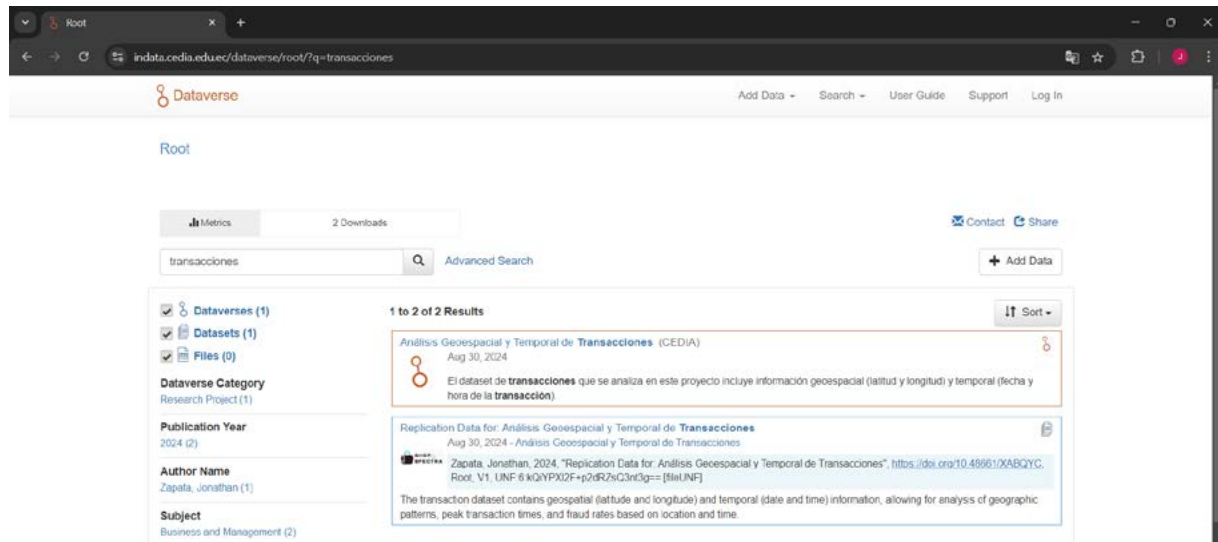 Root
indata.cedia.edu.ec/dataverse/root/?q=transacciones
Dataverse
Add Data
Search
User Guide
Support
Log In
Root
Metrics
2 Downloads
Contact
Share
transacciones
Advanced Search
Add Data
Dataverses (1)
Datasets (1)
Files (0)
Dataverse Category
Research Project (1)
Publication Year
2024 (2)
Author Name
Zapata, Jonathan (1)
Subject
Business and Management (2)
1 to 2 of 2 Results
Sort
Análisis Geoespacial y Temporal de Transacciones (CEDIA)
Aug 30, 2024
El dataset de transacciones que se analiza en este proyecto incluye información geoespacial (latitud y longitud) y temporal (fecha y
hora de la transacción)
Replication Data for: Análisis Geoespacial y Temporal de Transacciones
Aug 30, 2024 - Análisis Geoespacial y Temporal de Transacciones
SPECTRA
Zapata, Jonathan, 2024, "Replication Data for: Análisis Geoespacial y Temporal de Transacciones", https://doi.org/10.48661/XABQYC,
Root, V1, UNF:6:kQiYPXI2F+p2dRZsQ3nt3g== [fileUNF]
The transaction dataset contains geospatial (latitude and longitude) and temporal (date and time) information, allowing for analysis of geographic
patterns, peak transaction times, and fraud rates based on location and time.